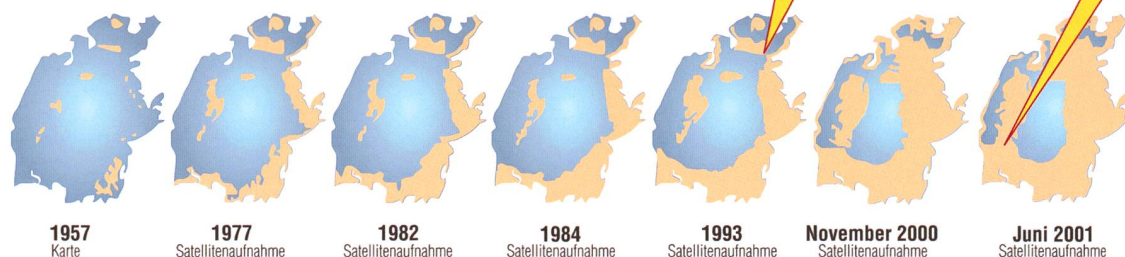 1957
Karte
1977
Satellitenaufnahme
1982
Satellitenaufnahme
1984
Satellitenaufnahme
1993
Satellitenaufnahme
November 2000
Satellitenaufnahme
Juni 2001
Satellitenaufnahme